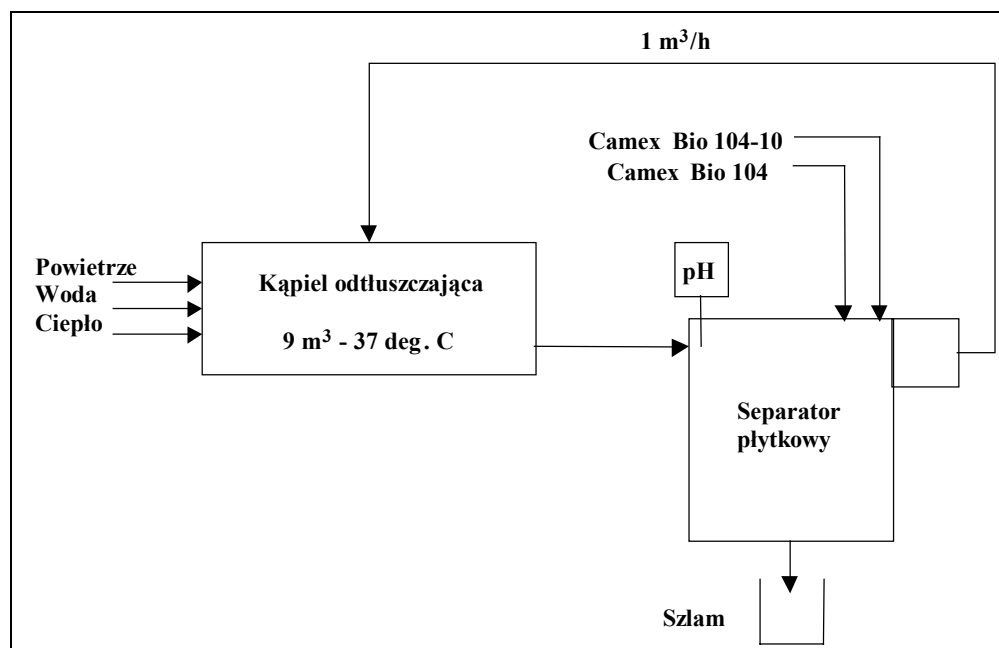 1 m³/h
Camex Bio 104-10
Camex Bio 104
Powietrze
Woda
Ciepło
Kąpiel odtłuszczająca
9 m³ - 37 deg. C
pH
Separator
płytkowy
Szlam